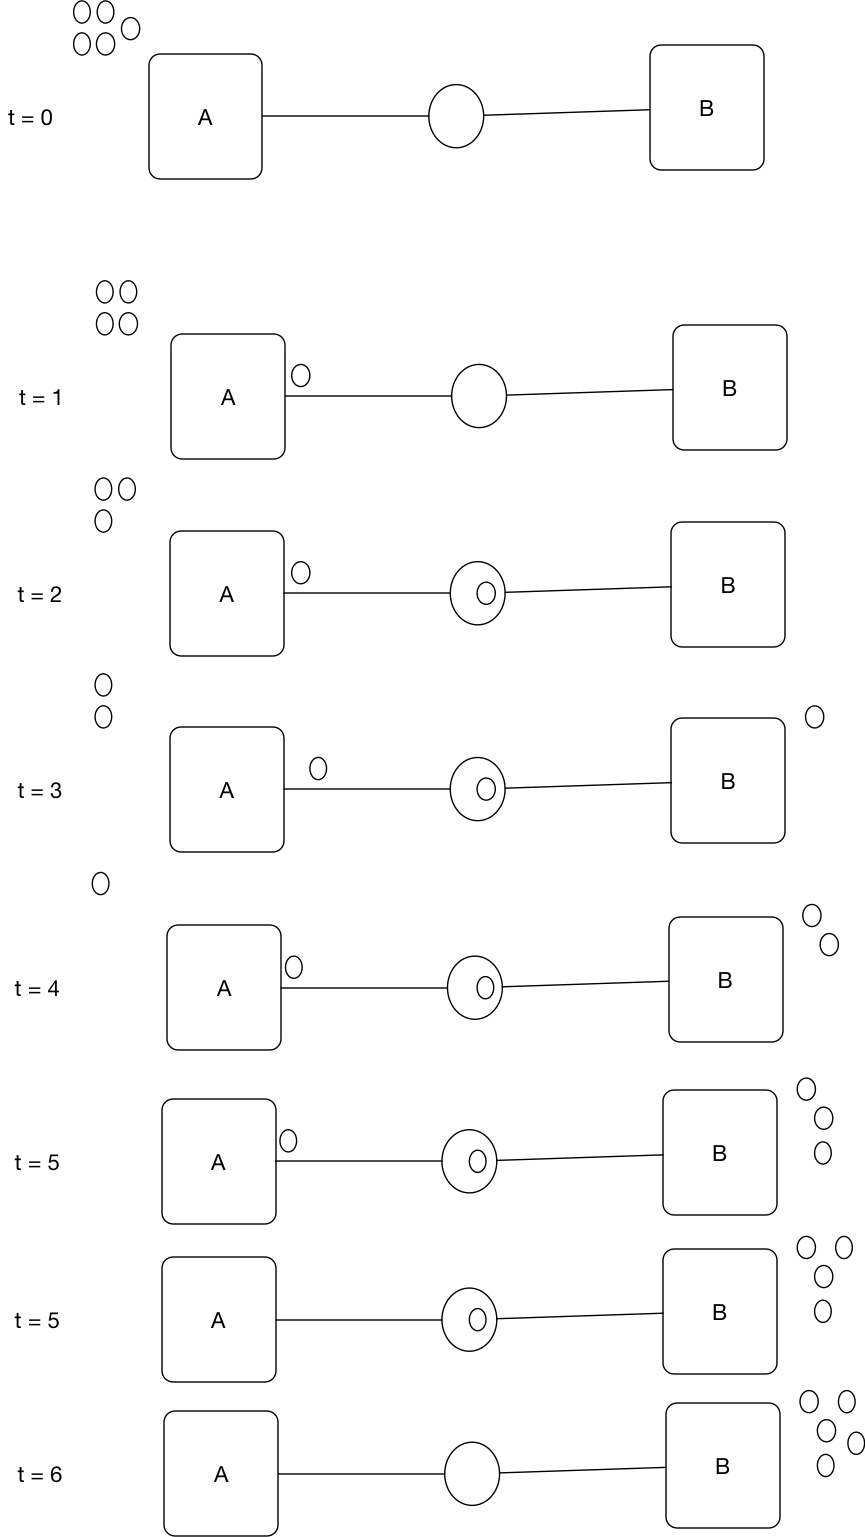 t = 0 A B
t = 1 A B
t = 2 A B
t = 3 A B
t = 4 A B
t = 5 A B
t = 5 A B
t = 6 A B